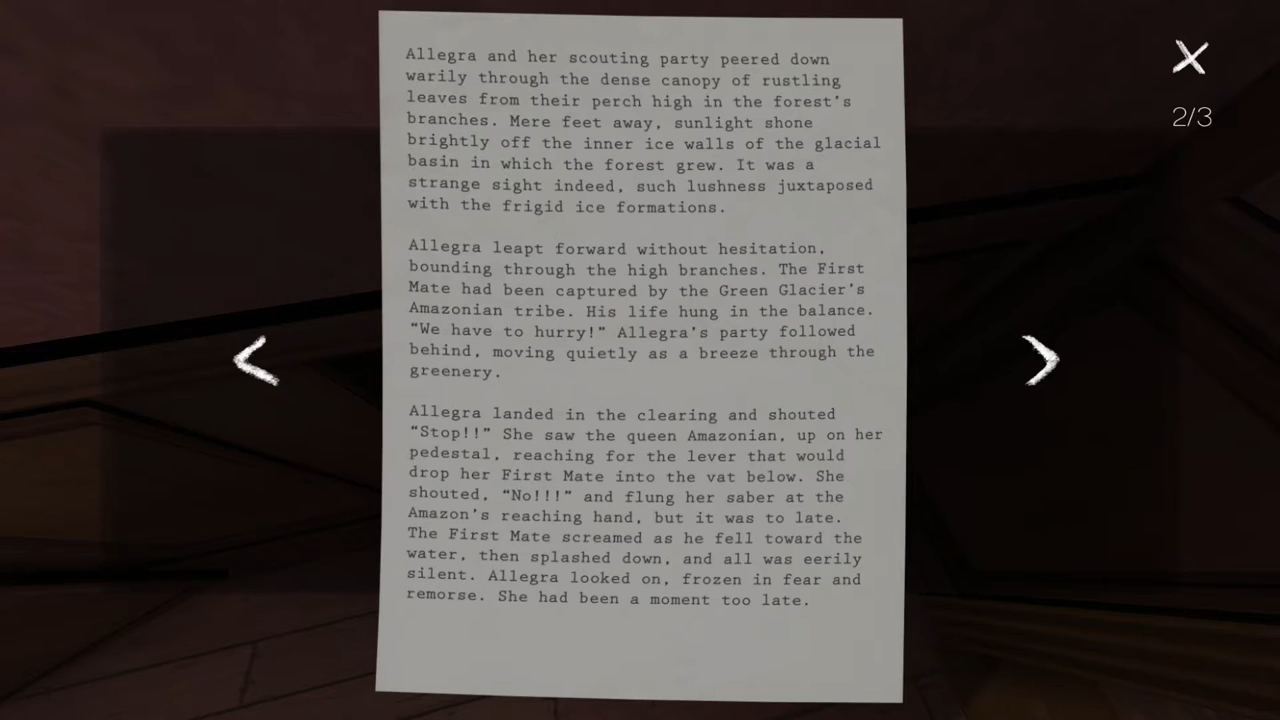 Allegra and her scouting party peered down
warily through the dense canopy of rustling
leaves from their perch high in the forest's
branches. Mere feet away, sunlight shone
brightly off the inner ice walls of the glacial
basin in which the forest grew. It was a
strange sight indeed, such lushness juxtaposed
with the frigid ice formations.
Allegra leapt forward without hesitation,
bounding through the high branches. The First
Mate had been captured by the Green Glacier's
Amazonian tribe. His life hung in the balance.
“We have to hurry!” Allegra's party followed
behind, moving quietly as a breeze through the
greenery.
Allegra landed in the clearing and shouted
“Stop!!” She saw the queen Amazonian, up on her
pedestal, reaching for the lever that would
drop her First Mate into the vat below. She
shouted, “No!!!” and flung her saber at the
Amazon's reaching hand, but it was to late.
The First Mate screamed as he fell toward the
water, then splashed down, and all was eerily
silent. Allegra looked on, frozen in fear and
remorse. She had been a moment too late.
2/3